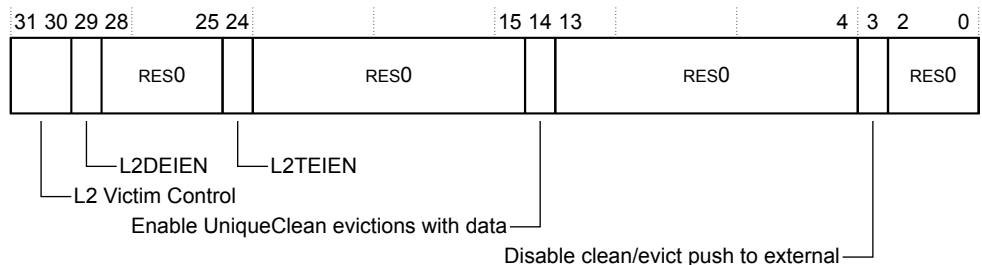 31 30 29 28 25 24 15 14 13 4 3 2 0
RES0 RES0 RES0 RES0
L2DEIEN L2TEIEN
L2 Victim Control
Enable UniqueClean evictions with data
Disable clean/evict push to external